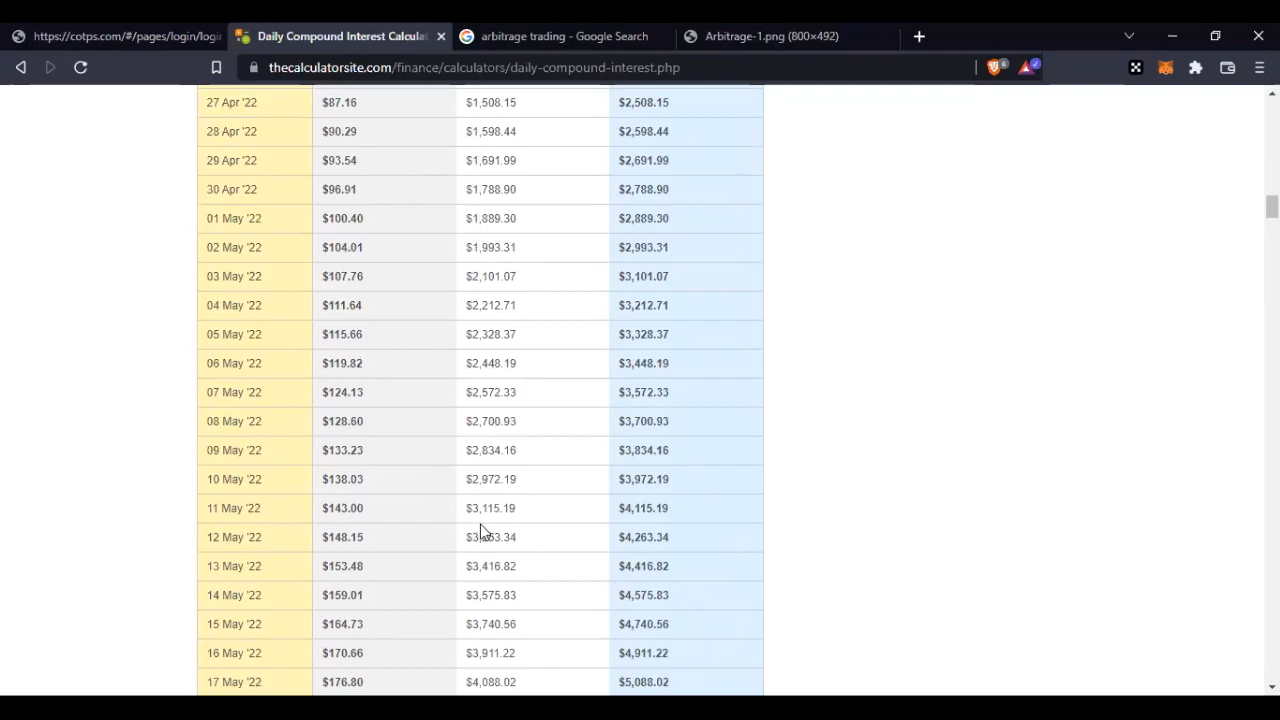 https://cotps.com/#/pages/login/logi
Daily Compound Interest Calculat
arbitrage trading - Google Search
Arbitrage-1.png (800×492)
thecalculatorsite.com/finance/calculators/daily-compound-interest.php
27 Apr '22 $87.16 $1,508.15 $2,508.15
28 Apr '22 $90.29 $1,598.44 $2,598.44
29 Apr '22 $93.54 $1,691.99 $2,691.99
30 Apr '22 $96.91 $1,788.90 $2,788.90
01 May '22 $100.40 $1,889.30 $2,889.30
02 May '22 $104.01 $1,993.31 $2,993.31
03 May '22 $107.76 $2,101.07 $3,101.07
04 May '22 $111.64 $2,212.71 $3,212.71
05 May '22 $115.66 $2,328.37 $3,328.37
06 May '22 $119.82 $2,448.19 $3,448.19
07 May '22 $124.13 $2,572.33 $3,572.33
08 May '22 $128.60 $2,700.93 $3,700.93
09 May '22 $133.23 $2,834.16 $3,834.16
10 May '22 $138.03 $2,972.19 $3,972.19
11 May '22 $143.00 $3,115.19 $4,115.19
12 May '22 $148.15 $4,263.34
13 May '22 $153.48 $3,416.82 $4,416.82
14 May '22 $159.01 $3,575.83 $4,575.83
15 May '22 $164.73 $3,740.56 $4,740.56
16 May '22 $170.66 $3,911.22 $4,911.22
17 May '22 $176.80 $4,088.02 $5,088.02